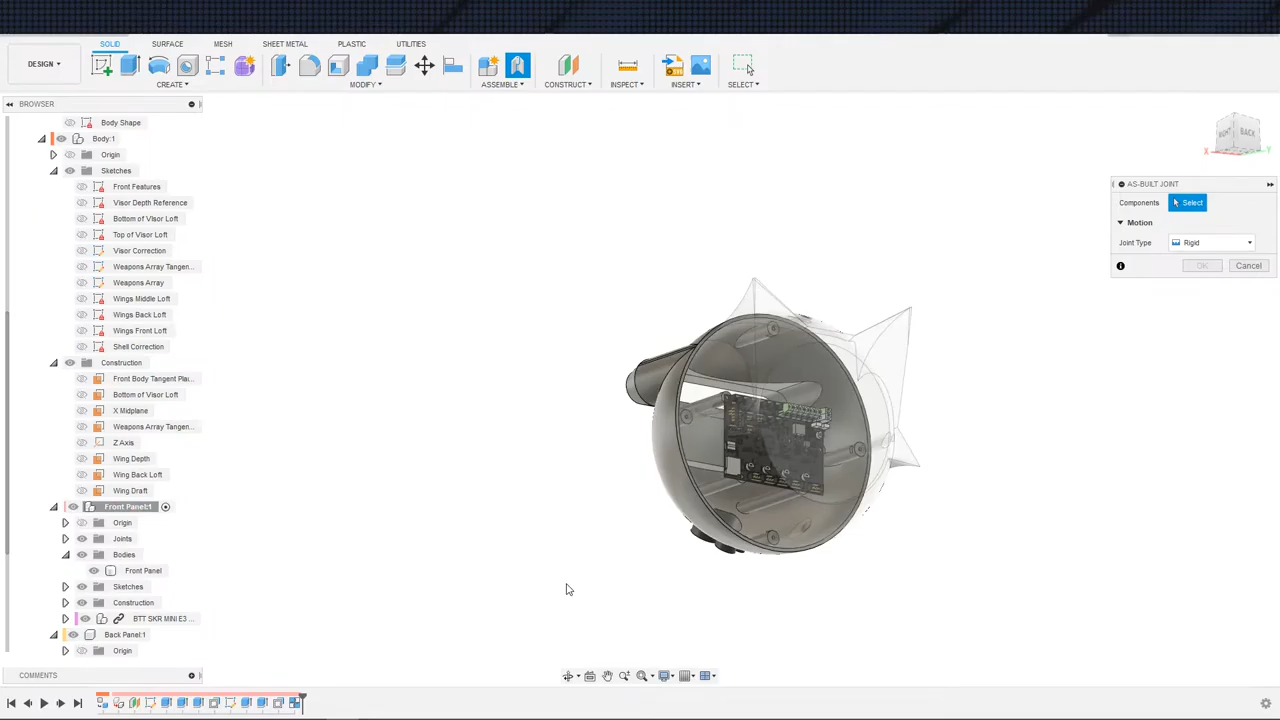 SOLID SURFACE MESH SHEET METAL PLASTIC UTILITIES
DESIGN ▾
CREATE ▾ MODIFY ▾ ASSEMBLE ▾ CONSTRUCT ▾ INSPECT ▾ INSERT ▾ SELECT ▾
BROWSER
Body Shape
Body:1
Origin
Sketches
Front Features
Visor Depth Reference
Bottom of Visor Loft
Top of Visor Loft
Visor Correction
Weapons Array Tangen...
Weapons Array
Wings Middle Loft
Wings Back Loft
Wings Front Loft
Shell Correction
Construction
Front Body Tangent Pla...
Bottom of Visor Loft
X Midplane
Weapons Array Tangen...
Z Axis
Wing Depth
Wing Back Loft
Wing Draft
Front Panel:1
Origin
Joints
Bodies
Front Panel
Sketches
Construction
BTT SKR MINI E3 ...
Back Panel:1
Origin
COMMENTS
RIGHT BACK
X Y
AS-BUILT JOINT
Components Select
Motion
Joint Type Rigid
OK Cancel